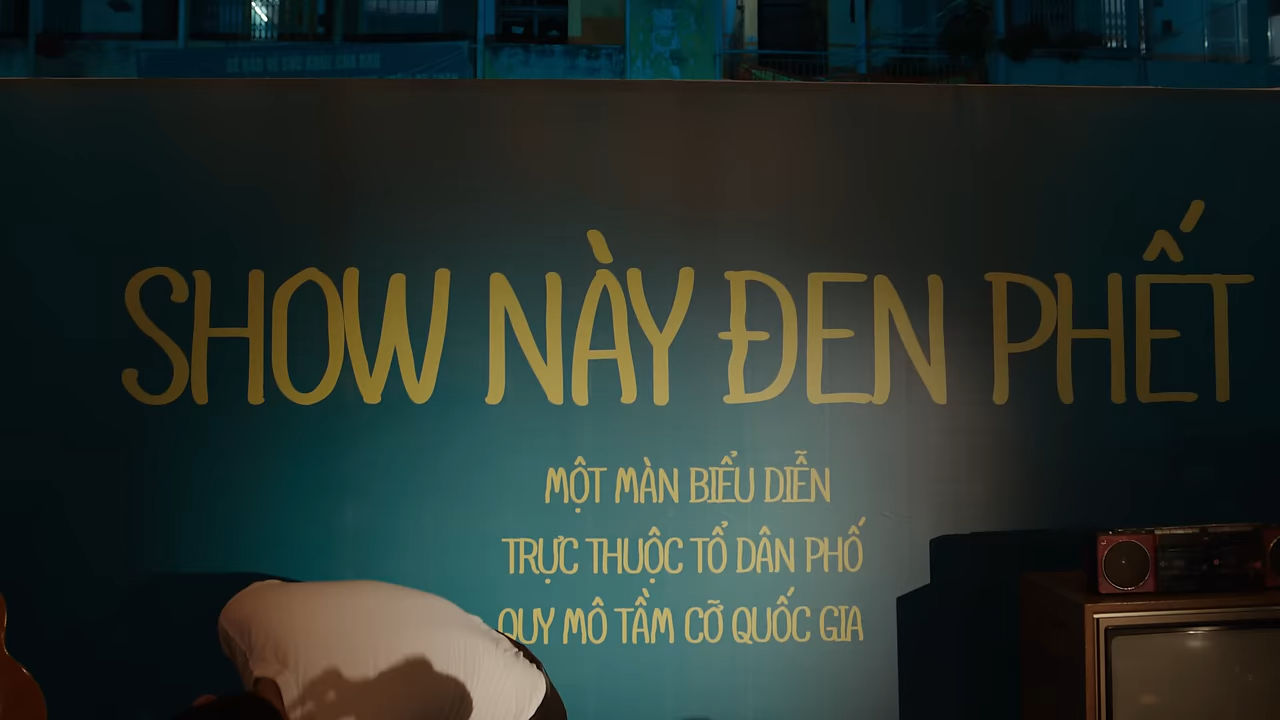 SHOW NÀY ĐEN PHẾT
MỘT MÀN BIỂU DIỄN
TRỰC THUỘC TỔ DÂN PHỐ
QUY MÔ TẦM CỠ QUỐC GIA